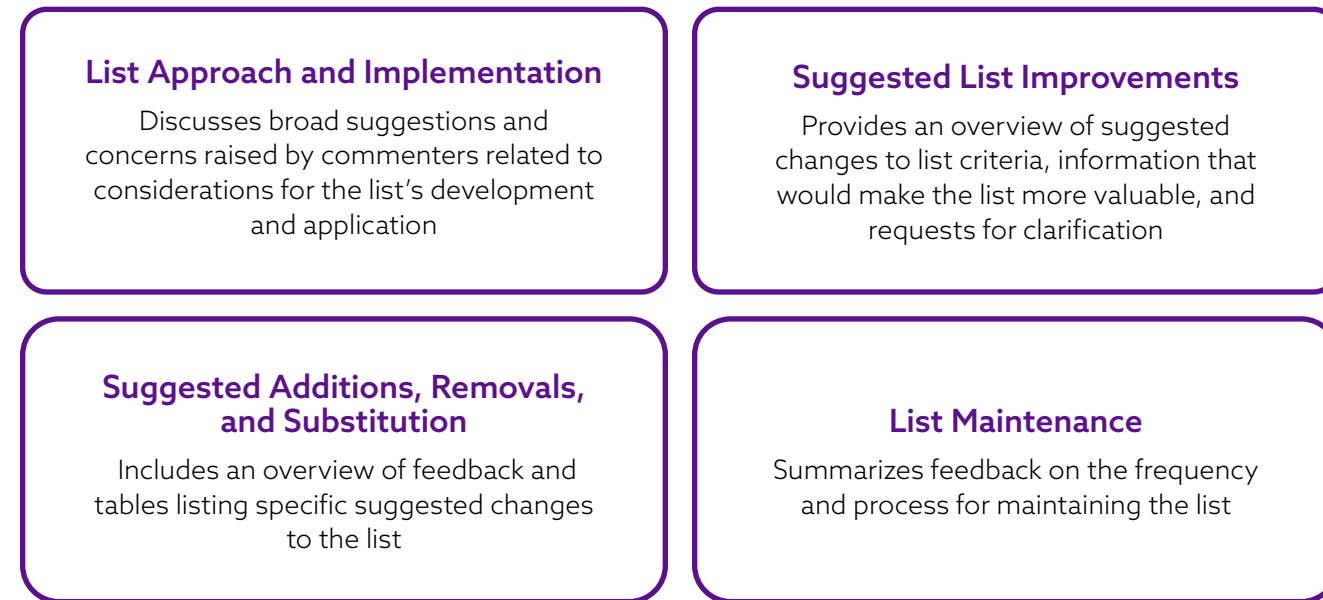 List Approach and Implementation
Discusses broad suggestions and
concerns raised by commenters related to
considerations for the list’s development
and application
Suggested List Improvements
Provides an overview of suggested
changes to list criteria, information that
would make the list more valuable, and
requests for clarification
Suggested Additions, Removals,
and Substitution
Includes an overview of feedback and
tables listing specific suggested changes
to the list
List Maintenance
Summarizes feedback on the frequency
and process for maintaining the list